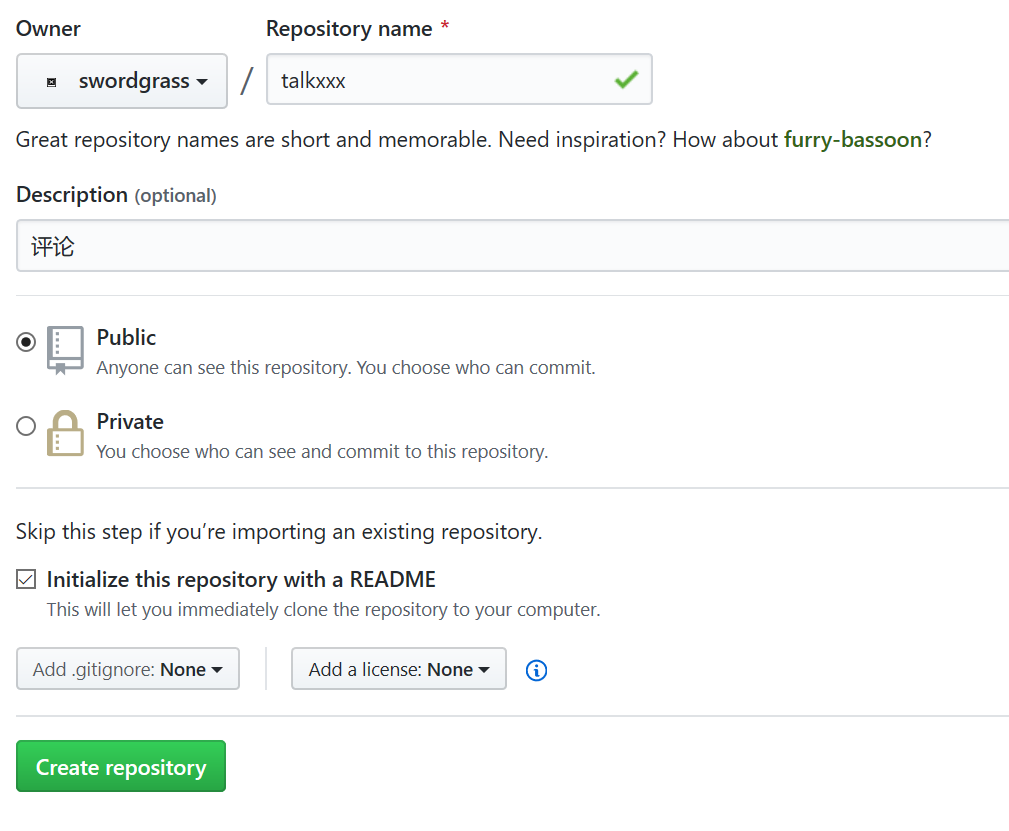 Owner
Repository name *
swordgrass / talkxxx
Great repository names are short and memorable. Need inspiration? How about furry-bassoon?
Description (optional)
评论
Public
Anyone can see this repository. You choose who can commit.
Private
You choose who can see and commit to this repository.
Skip this step if you’re importing an existing repository.
Initialize this repository with a README
This will let you immediately clone the repository to your computer.
Add .gitignore: None
Add a license: None
Create repository